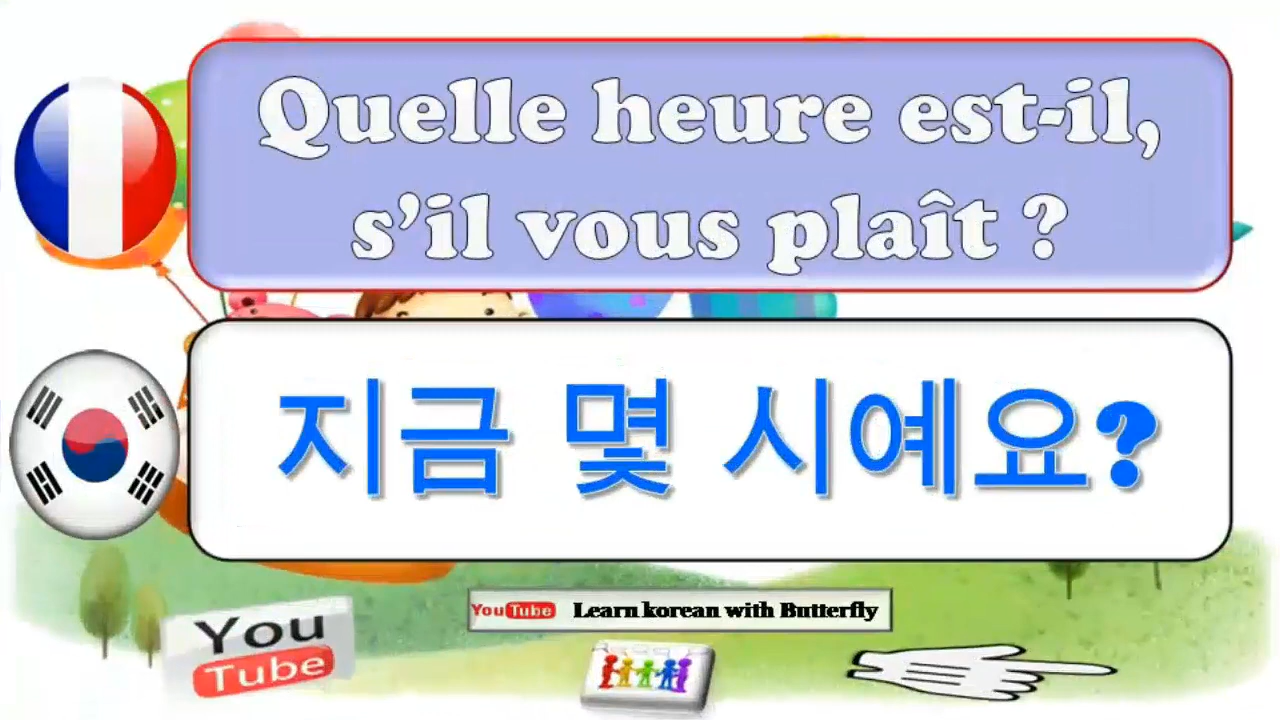 Quelle heure est-il,
s'il vous plaît ?
지금 몇 시예요?
YouTube Learn korean with Butterfly
You
Tube